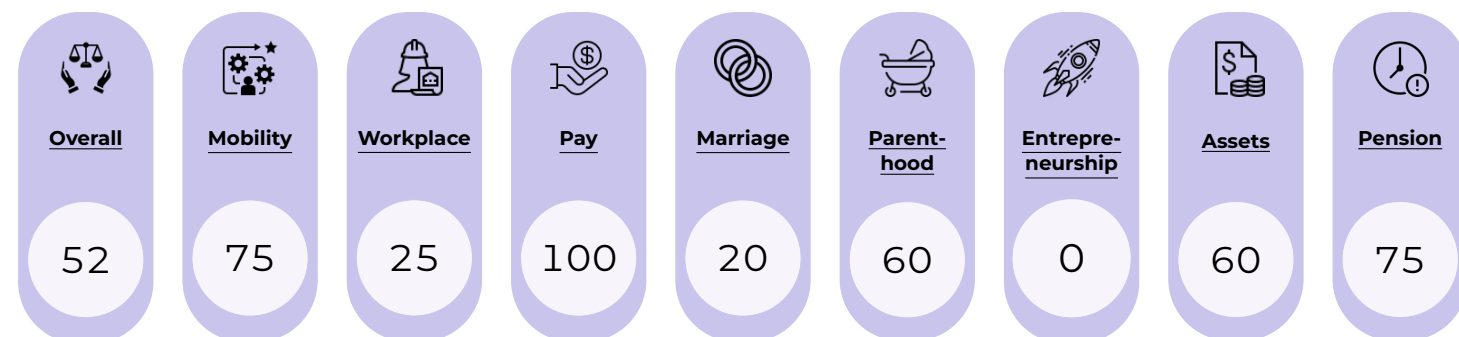 Overall
52
Mobility
75
Workplace
25
Pay
100
Marriage
20
Parent-
hood
60
Entrepre-
neurship
0
Assets
60
Pension
75